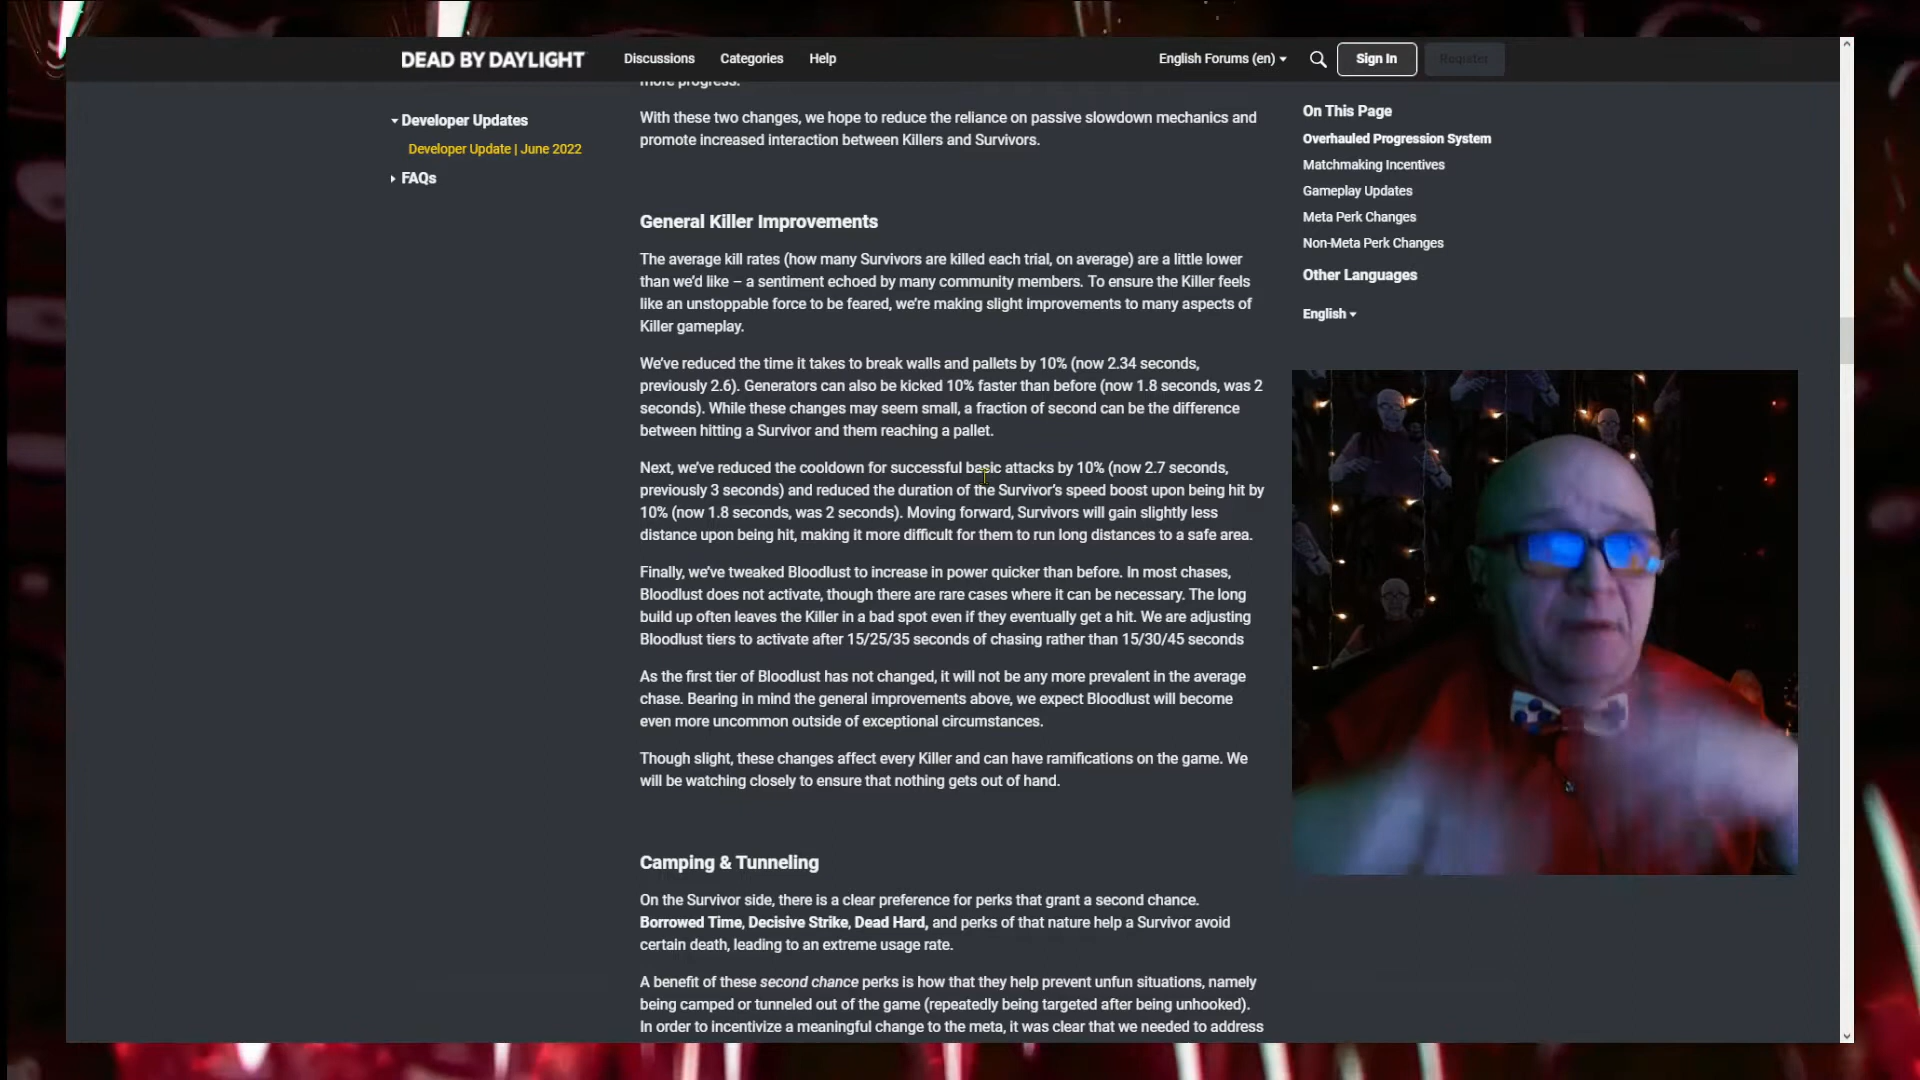 DEAD BY DAYLIGHT
Discussions
Categories
Help
English Forums (en)
Sign In
Register
Developer Updates
Developer Update | June 2022
FAQs
more progress.
With these two changes, we hope to reduce the reliance on passive slowdown mechanics and
promote increased interaction between Killers and Survivors.
General Killer Improvements
The average kill rates (how many Survivors are killed each trial, on average) are a little lower
than we'd like – a sentiment echoed by many community members. To ensure the Killer feels
like an unstoppable force to be feared, we're making slight improvements to many aspects of
Killer gameplay.
We've reduced the time it takes to break walls and pallets by 10% (now 2.34 seconds,
previously 2.6). Generators can also be kicked 10% faster than before (now 1.8 seconds, was 2
seconds). While these changes may seem small, a fraction of second can be the difference
between hitting a Survivor and them reaching a pallet.
Next, we've reduced the cooldown for successful basic attacks by 10% (now 2.7 seconds,
previously 3 seconds) and reduced the duration of the Survivor's speed boost upon being hit by
10% (now 1.8 seconds, was 2 seconds). Moving forward, Survivors will gain slightly less
distance upon being hit, making it more difficult for them to run long distances to a safe area.
Finally, we've tweaked Bloodlust to increase in power quicker than before. In most chases,
Bloodlust does not activate, though there are rare cases where it can be necessary. The long
build up often leaves the Killer in a bad spot even if they eventually get a hit. We are adjusting
Bloodlust tiers to activate after 15/25/35 seconds of chasing rather than 15/30/45 seconds
As the first tier of Bloodlust has not changed, it will not be any more prevalent in the average
chase. Bearing in mind the general improvements above, we expect Bloodlust will become
even more uncommon outside of exceptional circumstances.
Though slight, these changes affect every Killer and can have ramifications on the game. We
will be watching closely to ensure that nothing gets out of hand.
Camping & Tunneling
On the Survivor side, there is a clear preference for perks that grant a second chance.
Borrowed Time, Decisive Strike, Dead Hard, and perks of that nature help a Survivor avoid
certain death, leading to an extreme usage rate.
A benefit of these second chance perks is how that they help prevent unfun situations, namely
being camped or tunneled out of the game (repeatedly being targeted after being unhooked).
In order to incentivize a meaningful change to the meta, it was clear that we needed to address
On This Page
Overhauled Progression System
Matchmaking Incentives
Gameplay Updates
Meta Perk Changes
Non-Meta Perk Changes
Other Languages
English